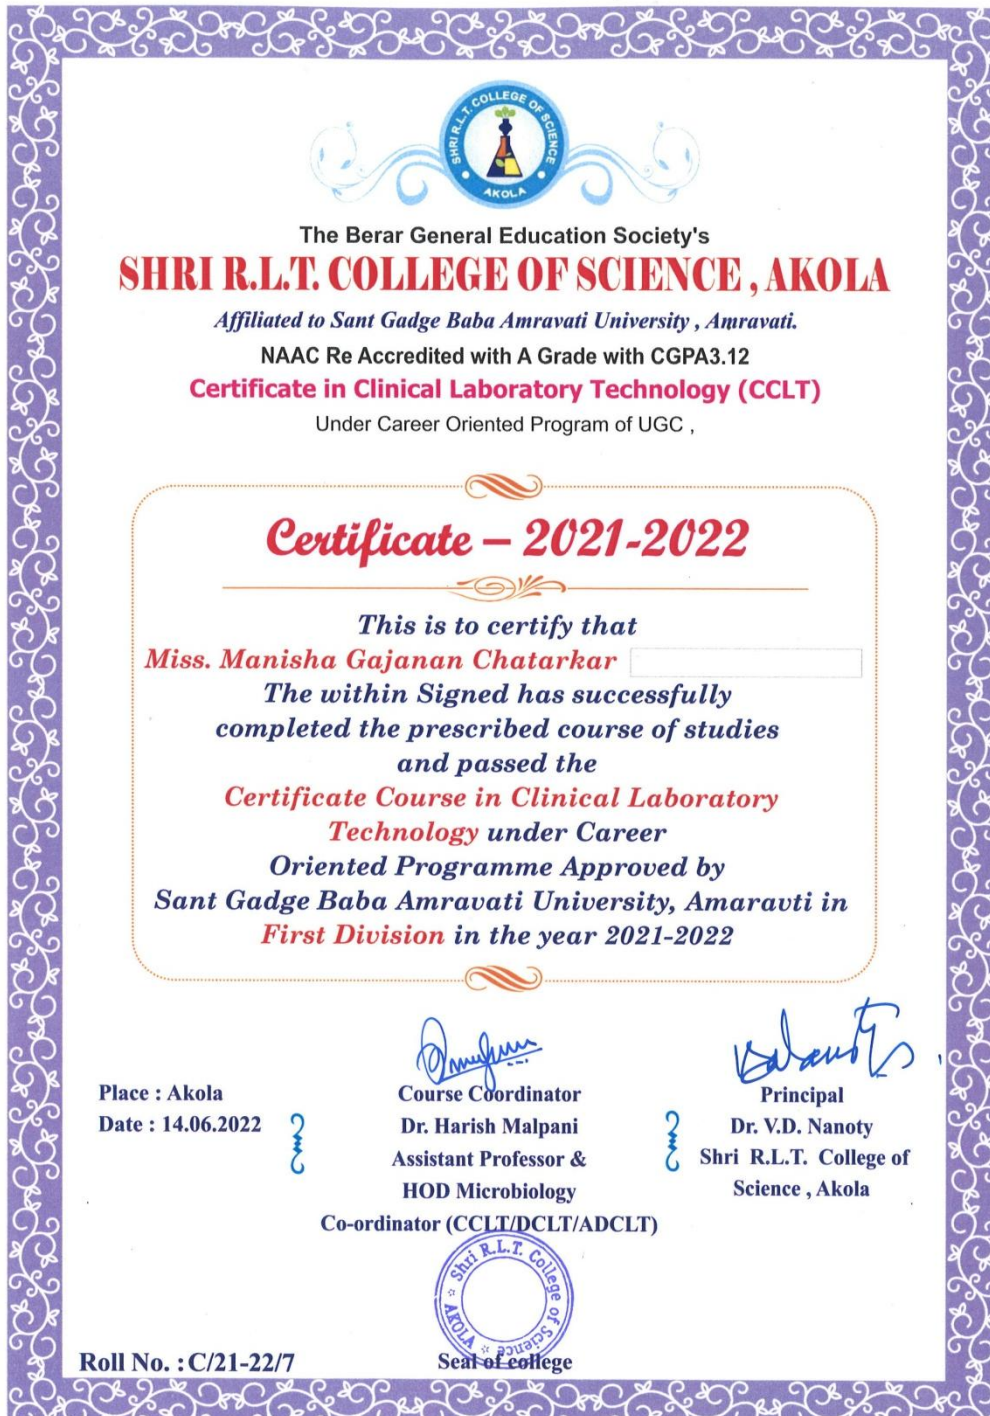 SHRI R.L.T. COLLEGE OF SCIENCE
AKOLA
The Berar General Education Society's
SHRI R.L.T. COLLEGE OF SCIENCE , AKOLA
Affiliated to Sant Gadge Baba Amravati University , Amravati.
NAAC Re Accredited with A Grade with CGPA3.12
Certificate in Clinical Laboratory Technology (CCLT)
Under Career Oriented Program of UGC ,
Certificate – 2021-2022
This is to certify that
Miss. Manisha Gajanan Chatarkar
The within Signed has successfully
completed the prescribed course of studies
and passed the
Certificate Course in Clinical Laboratory
Technology under Career
Oriented Programme Approved by
Sant Gadge Baba Amravati University, Amaravti in
First Division in the year 2021-2022
Place : Akola
Date : 14.06.2022
Course Coordinator
Dr. Harish Malpani
Assistant Professor &
HOD Microbiology
Co-ordinator (CCLT/DCLT/ADCLT)
Principal
Dr. V.D. Nanoty
Shri R.L.T. College of
Science , Akola
Shri R.L.T. College of Science
AKOLA
Roll No. : C/21-22/7
Seal of college